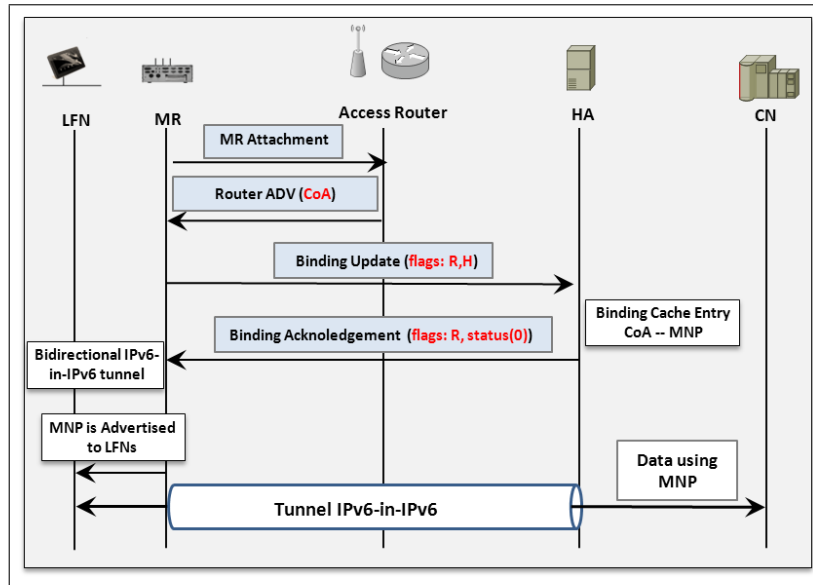 LFN
MR
Access Router
HA
CN
MR Attachment
Router ADV (CoA)
Binding Update (flags: R,H)
Binding Cache Entry
CoA -- MNP
Binding Acknoledgement (flags: R, status(0))
Bidirectional IPv6-
in-IPv6 tunnel
MNP is Advertised
to LFNs
Data using
MNP
Tunnel IPv6-in-IPv6